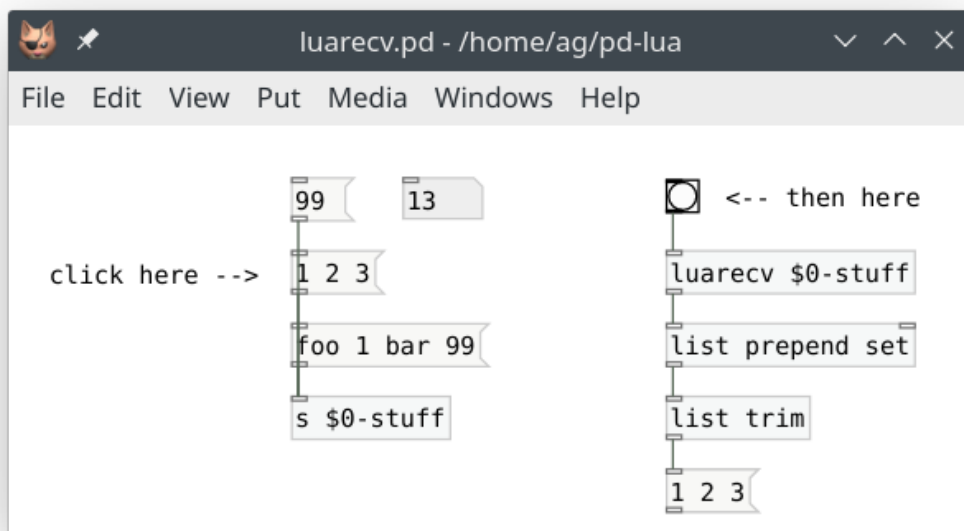 luarecv.pd - /home/ag/pd-lua
File Edit View Put Media Windows Help
99 13 <-- then here
click here --> 1 2 3 luarecv $0-stuff
foo 1 bar 99 list prepend set
s $0-stuff list trim
1 2 3